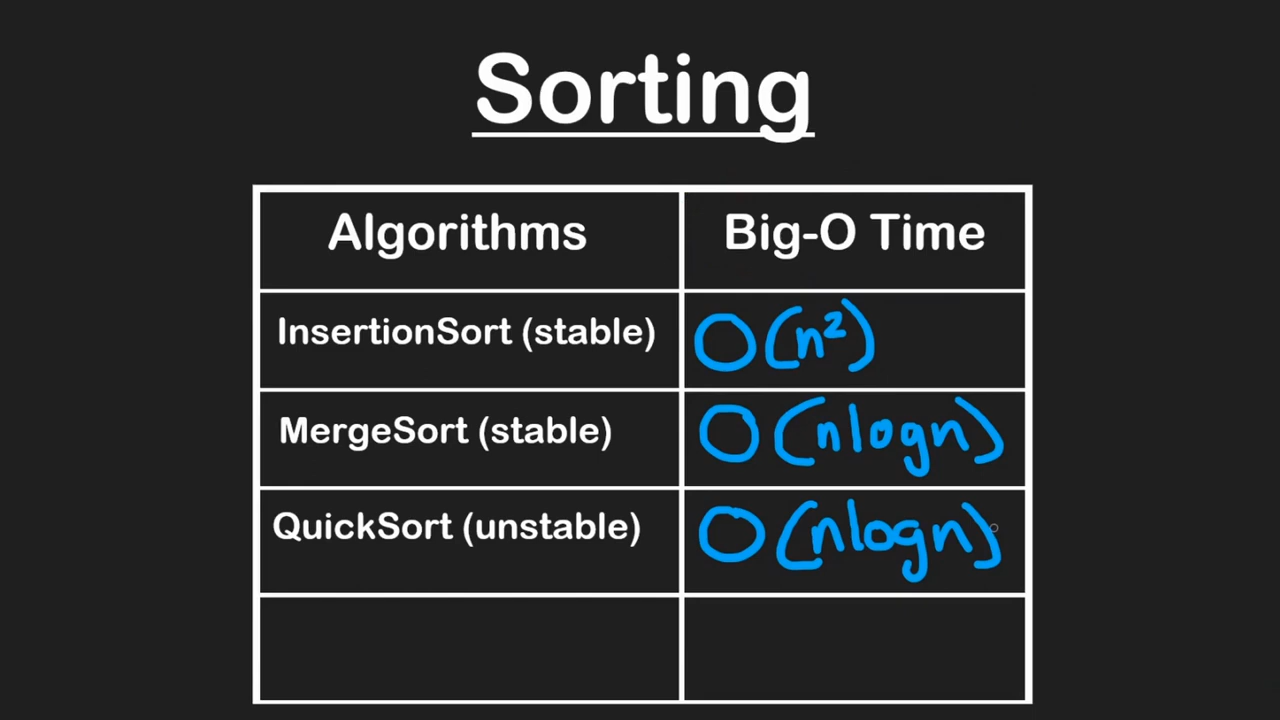 Sorting
Algorithms Big-O Time
InsertionSort (stable) O(n²)
MergeSort (stable) O(nlogn)
QuickSort (unstable) O(nlogn)